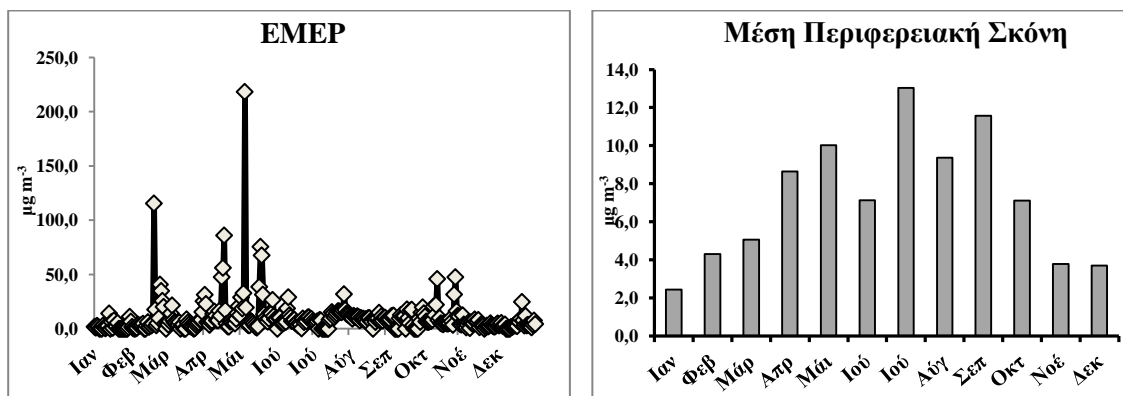 EMEP
μg m-3
250,0
200,0
150,0
100,0
50,0
0,0
Ιαν Φεβ Μάρ Απρ Μάι Ιού Ιού Αύγ Σεπ Οκτ Νοέ Δεκ
Μέση Περιφερειακή Σκόνη
μg m-3
14,0
12,0
10,0
8,0
6,0
4,0
2,0
0,0
Ιαν Φεβ Μάρ Απρ Μάι Ιού Ιού Αύγ Σεπ Οκτ Νοέ Δεκ